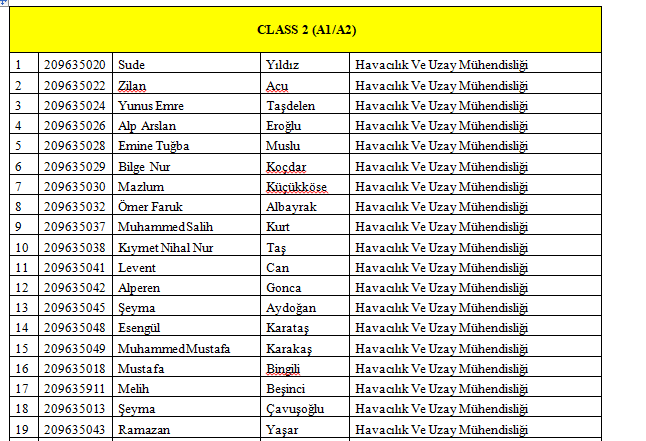 CLASS 2 (A1/A2)
1 209635020 Sude Yıldız Havacılık Ve Uzay Mühendisliği
2 209635022 Zilan Açu Havacılık Ve Uzay Mühendisliği
3 209635024 Yunus Emre Taşdelen Havacılık Ve Uzay Mühendisliği
4 209635026 Alp Arslan Eroğlu Havacılık Ve Uzay Mühendisliği
5 209635028 Emine Tuğba Muslu Havacılık Ve Uzay Mühendisliği
6 209635029 Bilge Nur Koçdar Havacılık Ve Uzay Mühendisliği
7 209635030 Mazlum Küçükköse Havacılık Ve Uzay Mühendisliği
8 209635032 Ömer Faruk Albayrak Havacılık Ve Uzay Mühendisliği
9 209635037 Muhammed Salih Kurt Havacılık Ve Uzay Mühendisliği
10 209635038 Kıymet Nihal Nur Taş Havacılık Ve Uzay Mühendisliği
11 209635041 Levent Can Havacılık Ve Uzay Mühendisliği
12 209635042 Alperen Gonca Havacılık Ve Uzay Mühendisliği
13 209635045 Şeyma Aydoğan Havacılık Ve Uzay Mühendisliği
14 209635048 Esengül Karataş Havacılık Ve Uzay Mühendisliği
15 209635049 Muhammed Mustafa Karakaş Havacılık Ve Uzay Mühendisliği
16 209635018 Mustafa Bingili Havacılık Ve Uzay Mühendisliği
17 209635911 Melih Beşinci Havacılık Ve Uzay Mühendisliği
18 209635013 Şeyma Çavuşoğlu Havacılık Ve Uzay Mühendisliği
19 209635043 Ramazan Yaşar Havacılık Ve Uzay Mühendisliği